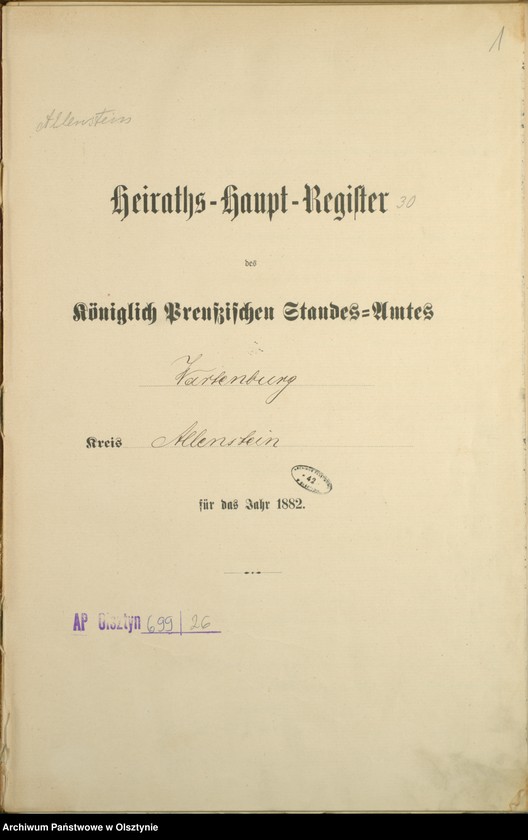 1
Allenstein
Heiraths-Haupt-Register 30
des
Königlich Preußischen Standes-Amtes
Wartenburg
Kreis Allenstein
42
für das Jahr 1882.
AP Olsztyn 699 | 26
Archiwum Państwowe w Olsztynie